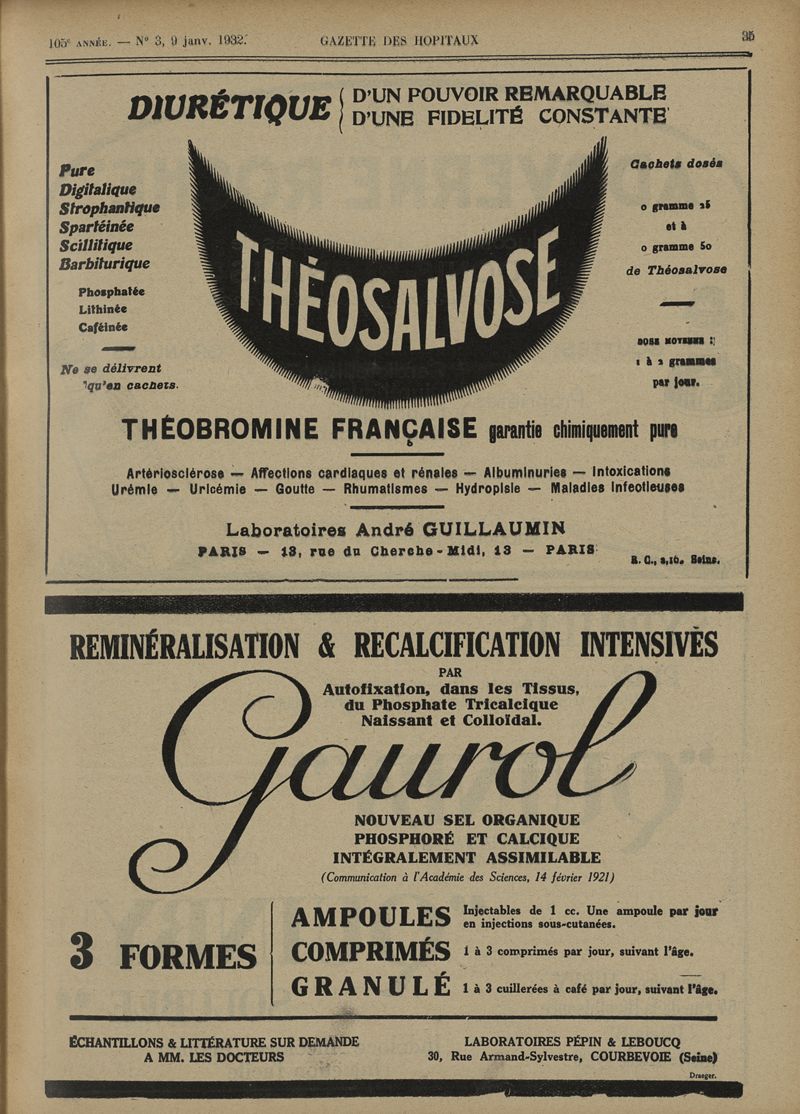 105e ANNÉE. — N° 3, 9 janv. 1932. GAZETTE DES HOPITAUX 35
DIURÉTIQUE
D'UN POUVOIR REMARQUABLE
D'UNE FIDELITÉ CONSTANTE
Pure
Digitalique
Strophantique
Spartéinée
Scillitique
Barbiturique
Phosphatée
Lithinée
Caféinée
Ne se délivrent
qu'en cachets.
THÉOSALVOSE
Cachets dosés
0 gramme 25
et à
0 gramme 50
de Théosalvose
DOSE MOYENNE :
1 à 2 grammes
par jour.
THÉOBROMINE FRANÇAISE garantie chimiquement pure
Artériosclérose — Affections cardiaques et rénales — Albuminuries — Intoxications
Urémie — Uricémie — Goutte — Rhumatismes — Hydropisie — Maladies Infectieuses
Laboratoires André GUILLAUMIN
PARIS — 13, rue du Cherche-Midi, 13 — PARIS
R. C., Seine.
REMINÉRALISATION & RECALCIFICATION INTENSIVES
PAR
Autofixation, dans les Tissus,
du Phosphate Tricalcique
Naissant et Colloïdal.
Gaurol
NOUVEAU SEL ORGANIQUE
PHOSPHORÉ ET CALCIQUE
INTÉGRALEMENT ASSIMILABLE
(Communication à l'Académie des Sciences, 14 février 1921)
3 FORMES
AMPOULES Injectables de 1 cc. Une ampoule par jour
en injections sous-cutanées.
COMPRIMÉS 1 à 3 comprimés par jour, suivant l'âge.
GRANULÉ 1 à 3 cuillerées à café par jour, suivant l'âge.
ÉCHANTILLONS & LITTÉRATURE SUR DEMANDE
A MM. LES DOCTEURS
LABORATOIRES PÉPIN & LEBOUCQ
30, Rue Armand-Sylvestre, COURBEVOIE (Seine)
Draeger.